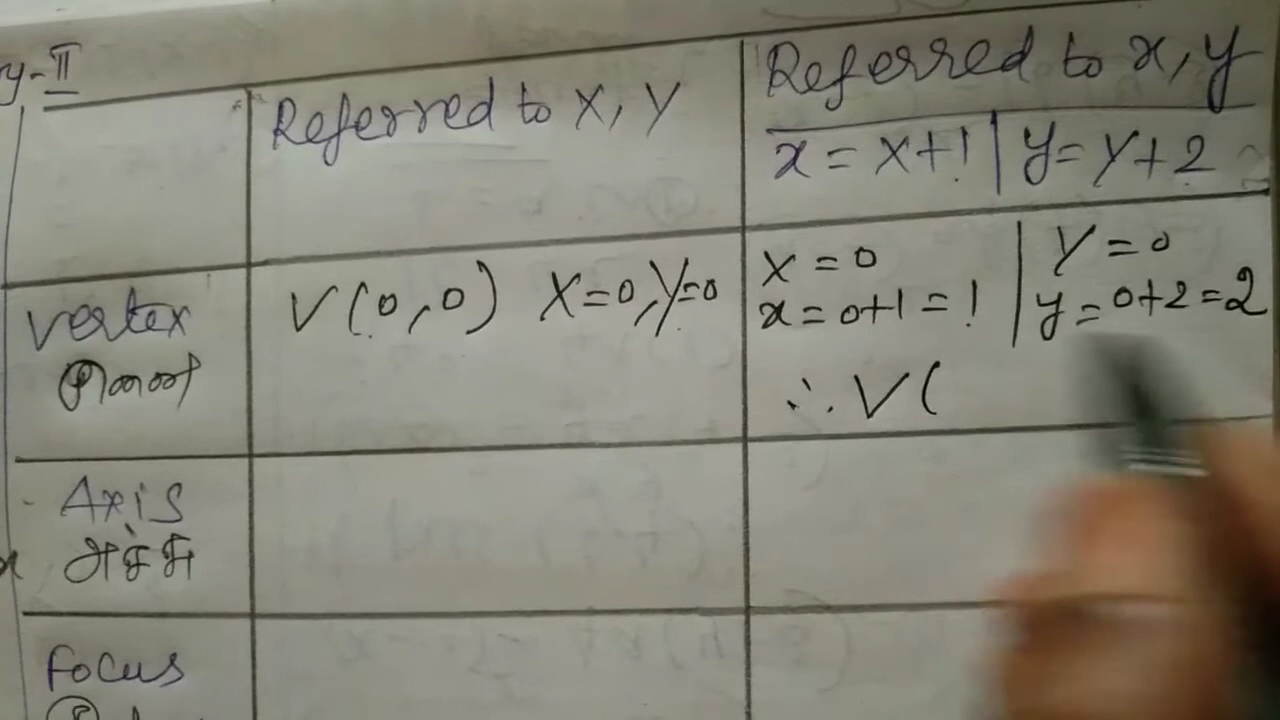 y-II
Referred to X, Y
Referred to x, y
x = X+1 | y = Y+2
Vertex
V(0,0) X=0, Y=0
X = 0
x = 0+1 = 1
Y = 0
y = 0+2 = 2
∴ V(
Axis
Focus